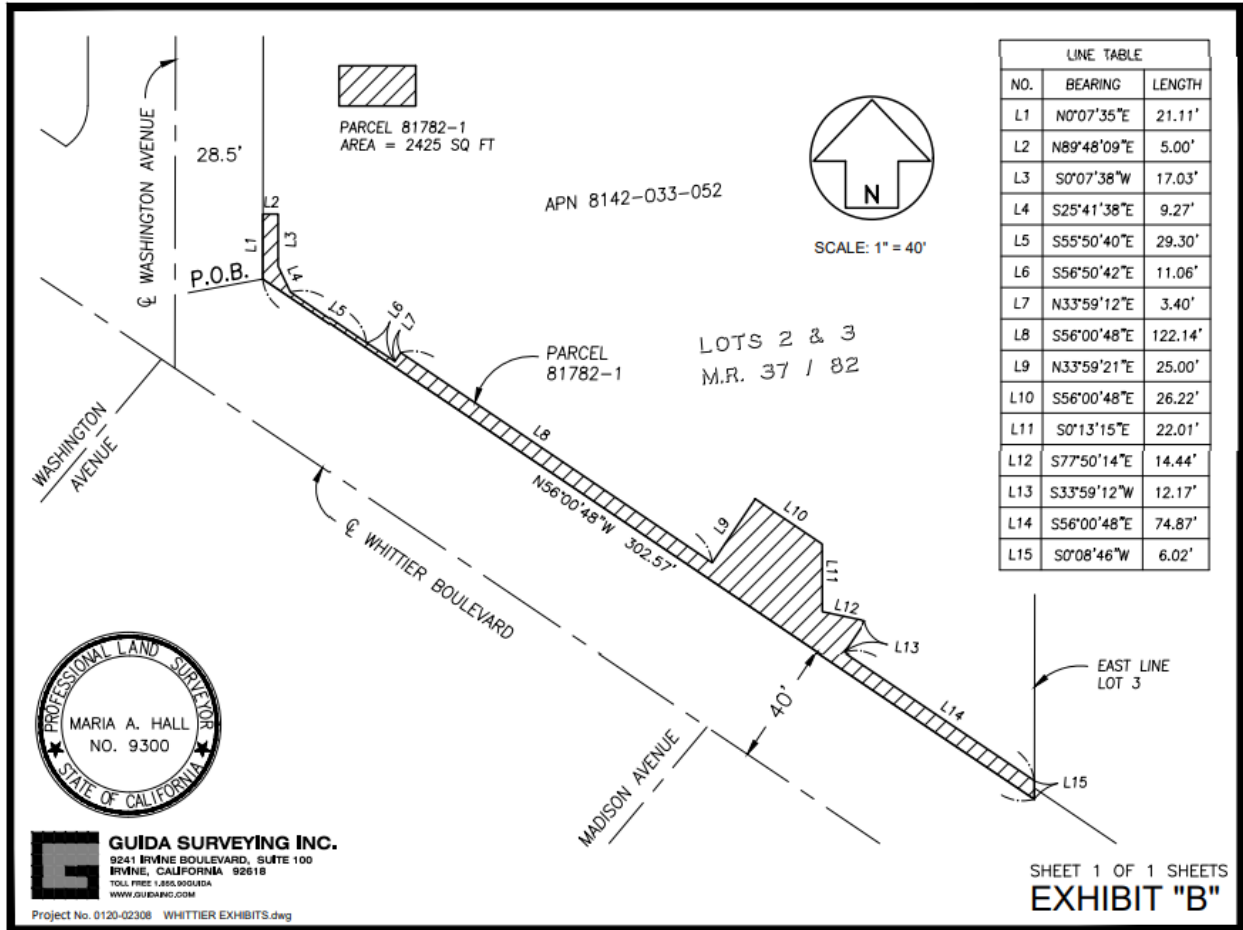 ℄ WASHINGTON AVENUE
28.5'
PARCEL 81782-1
AREA = 2425 SQ FT
APN 8142-033-052
N
SCALE: 1" = 40'
LINE TABLE
NO. BEARING LENGTH
L1 N0°07'35"E 21.11'
L2 N89°48'09"E 5.00'
L3 S0°07'38"W 17.03'
L4 S25°41'38"E 9.27'
L5 S55°50'40"E 29.30'
L6 S56°50'42"E 11.06'
L7 N33°59'12"E 3.40'
L8 S56°00'48"E 122.14'
L9 N33°59'21"E 25.00'
L10 S56°00'48"E 26.22'
L11 S0°13'15"E 22.01'
L12 S77°50'14"E 14.44'
L13 S33°59'12"W 12.17'
L14 S56°00'48"E 74.87'
L15 S0°08'46"W 6.02'
L2
L1
L3
P.O.B.
L4
L5
L6
L7
PARCEL
81782-1
LOTS 2 & 3
M.R. 37 / 82
L8
N56°00'48"W 302.57'
L9
L10
L11
L12
L13
L14
L15
EAST LINE
LOT 3
WASHINGTON
AVENUE
℄ WHITTIER BOULEVARD
40'
MADISON AVENUE
PROFESSIONAL LAND SURVEYOR
MARIA A. HALL
NO. 9300
STATE OF CALIFORNIA
GUIDA SURVEYING INC.
9241 IRVINE BOULEVARD, SUITE 100
IRVINE, CALIFORNIA 92618
TOLL FREE 1.855.90GUIDA
WWW.GUIDAINC.COM
Project No. 0120-02308 WHITTIER EXHIBITS.dwg
SHEET 1 OF 1 SHEETS
EXHIBIT "B"